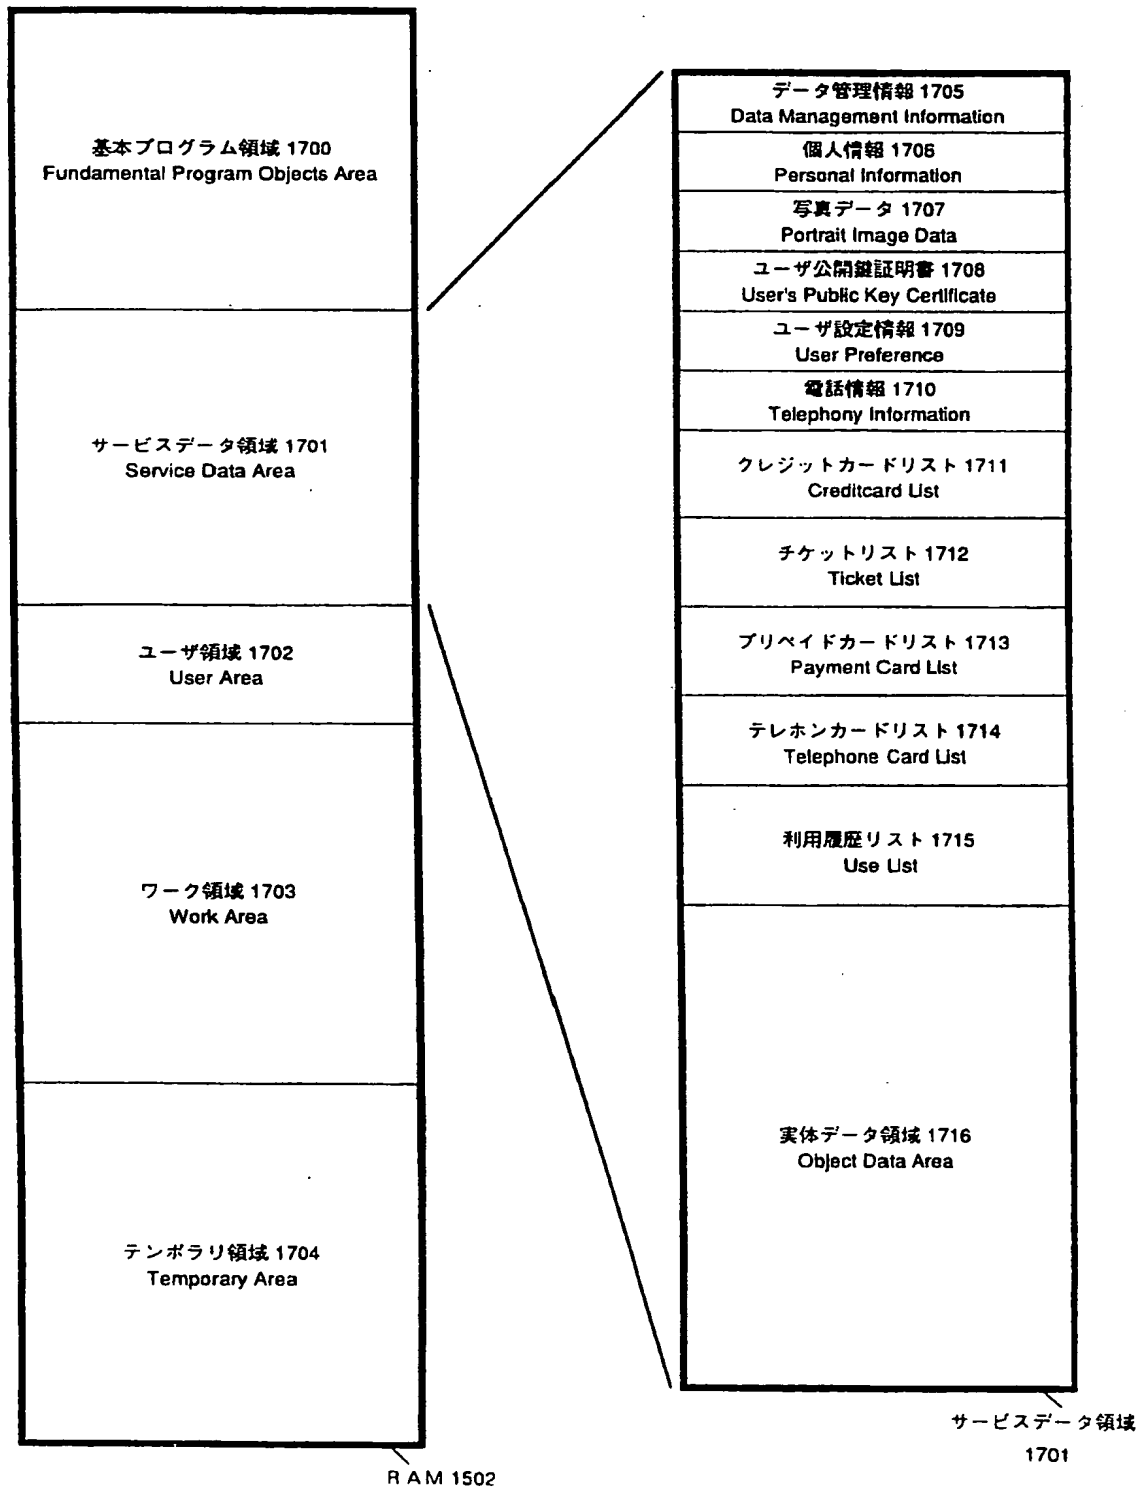 基本プログラム領域 1700
Fundamental Program Objects Area
サービスデータ領域 1701
Service Data Area
ユーザ領域 1702
User Area
ワーク領域 1703
Work Area
テンポラリ領域 1704
Temporary Area
RAM 1502
データ管理情報 1705
Data Management Information
個人情報 1706
Personal Information
写真データ 1707
Portrait Image Data
ユーザ公開鍵証明書 1708
User's Public Key Certificate
ユーザ設定情報 1709
User Preference
電話情報 1710
Telephony Information
クレジットカードリスト 1711
Creditcard List
チケットリスト 1712
Ticket List
プリペイドカードリスト 1713
Payment Card List
テレホンカードリスト 1714
Telephone Card List
利用履歴リスト 1715
Use List
実体データ領域 1716
Object Data Area
サービスデータ領域
1701